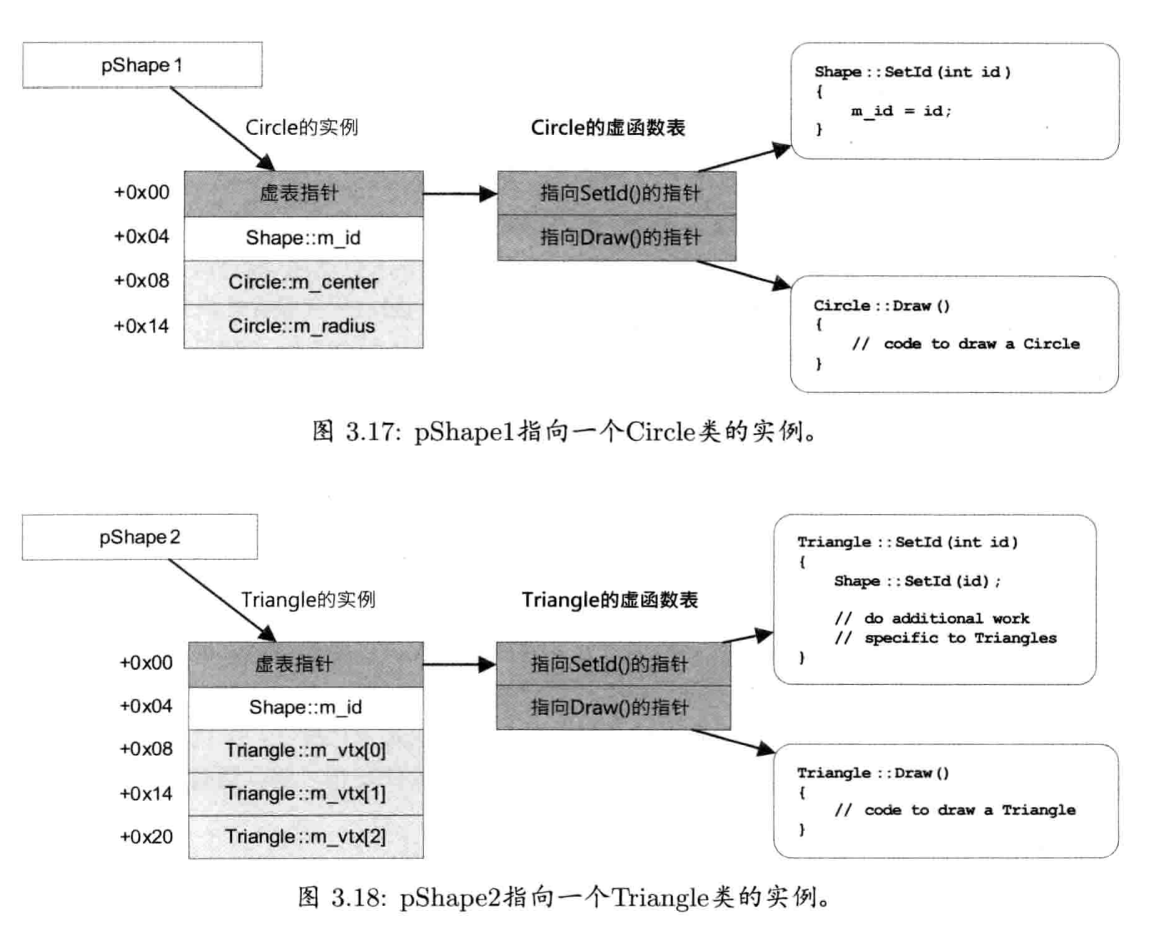 pShape1
Circle的实例
Circle的虚函数表
+0x00
虚表指针
+0x04
Shape::m_id
+0x08
Circle::m_center
+0x14
Circle::m_radius
指向SetId()的指针
指向Draw()的指针
Shape::SetId(int id)
{
m_id = id;
}
Circle::Draw()
{
// code to draw a Circle
}
图 3.17: pShape1指向一个Circle类的实例。
pShape2
Triangle的实例
Triangle的虚函数表
+0x00
虚表指针
+0x04
Shape::m_id
+0x08
Triangle::m_vtx[0]
+0x14
Triangle::m_vtx[1]
+0x20
Triangle::m_vtx[2]
指向SetId()的指针
指向Draw()的指针
Triangle::SetId(int id)
{
Shape::SetId(id);
// do additional work
// specific to Triangles
}
Triangle::Draw()
{
// code to draw a Triangle
}
图 3.18: pShape2指向一个Triangle类的实例。